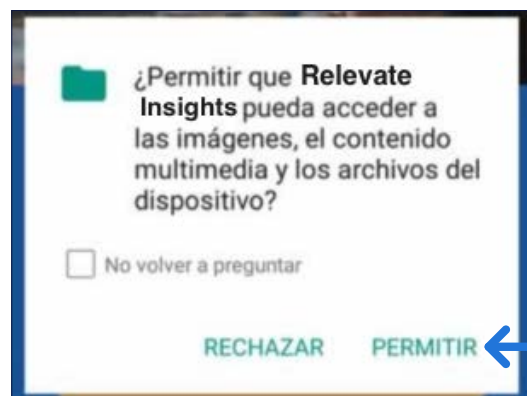 ¿Permitir que Relevate
Insights pueda acceder a
las imágenes, el contenido
multimedia y los archivos del
dispositivo?
No volver a preguntar
RECHAZAR PERMITIR